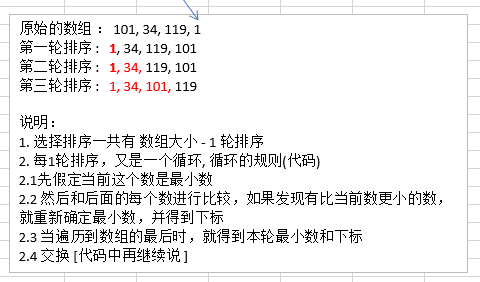 原始的数组 ： 101, 34, 119, 1
第一轮排序 :  1, 34, 119, 101
第二轮排序 :  1, 34, 119, 101
第三轮排序 :  1, 34, 101, 119
说明：
1. 选择排序一共有 数组大小 - 1 轮排序
2. 每1轮排序，又是一个循环, 循环的规则(代码)
2.1先假定当前这个数是最小数
2.2 然后和后面的每个数进行比较，如果发现有比当前数更小的数，
就重新确定最小数，并得到下标
2.3 当遍历到数组的最后时，就得到本轮最小数和下标
2.4 交换 [代码中再继续说 ]